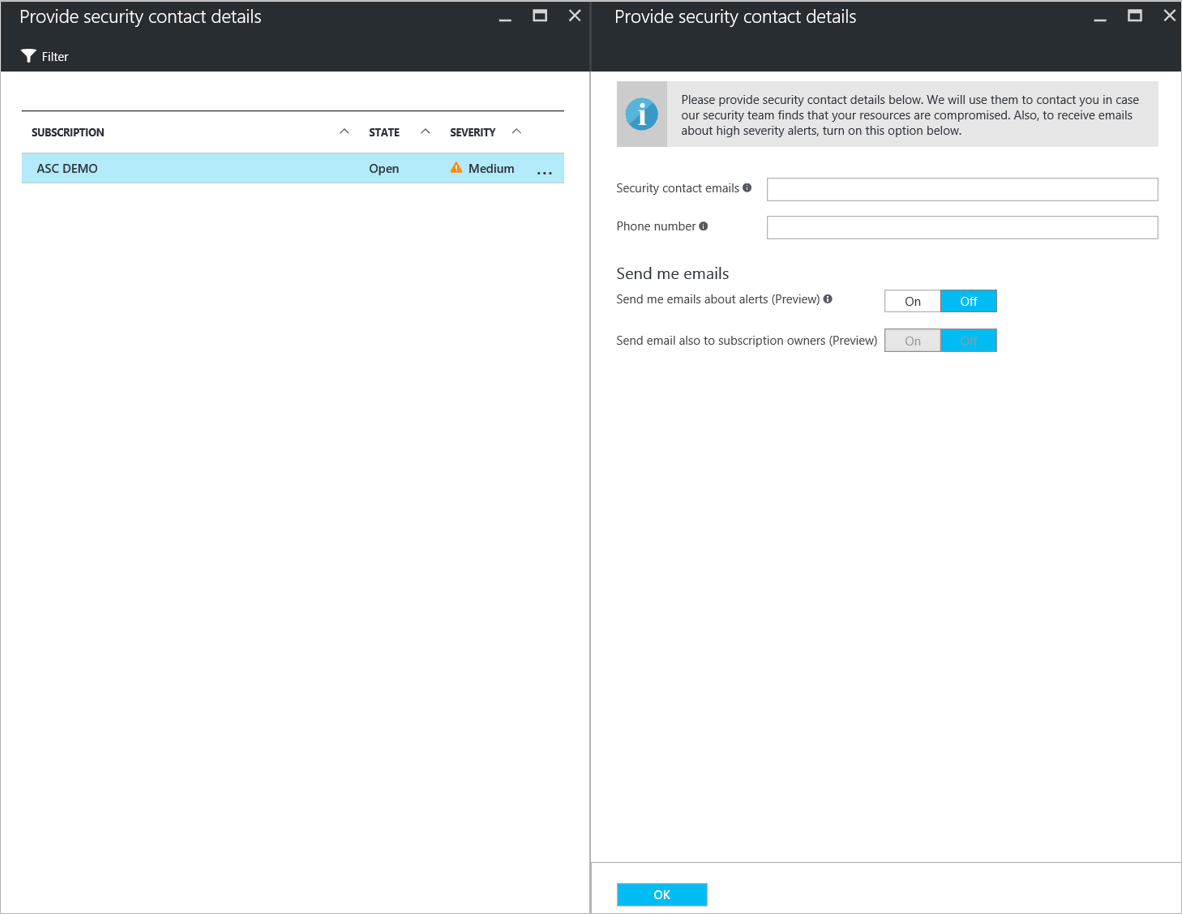 Provide security contact details
Filter
SUBSCRIPTION STATE SEVERITY
ASC DEMO Open Medium ...
Provide security contact details
Please provide security contact details below. We will use them to contact you in case
our security team finds that your resources are compromised. Also, to receive emails
about high severity alerts, turn on this option below.
Security contact emails
Phone number
Send me emails
Send me emails about alerts (Preview) On Off
Send email also to subscription owners (Preview) On Off
OK